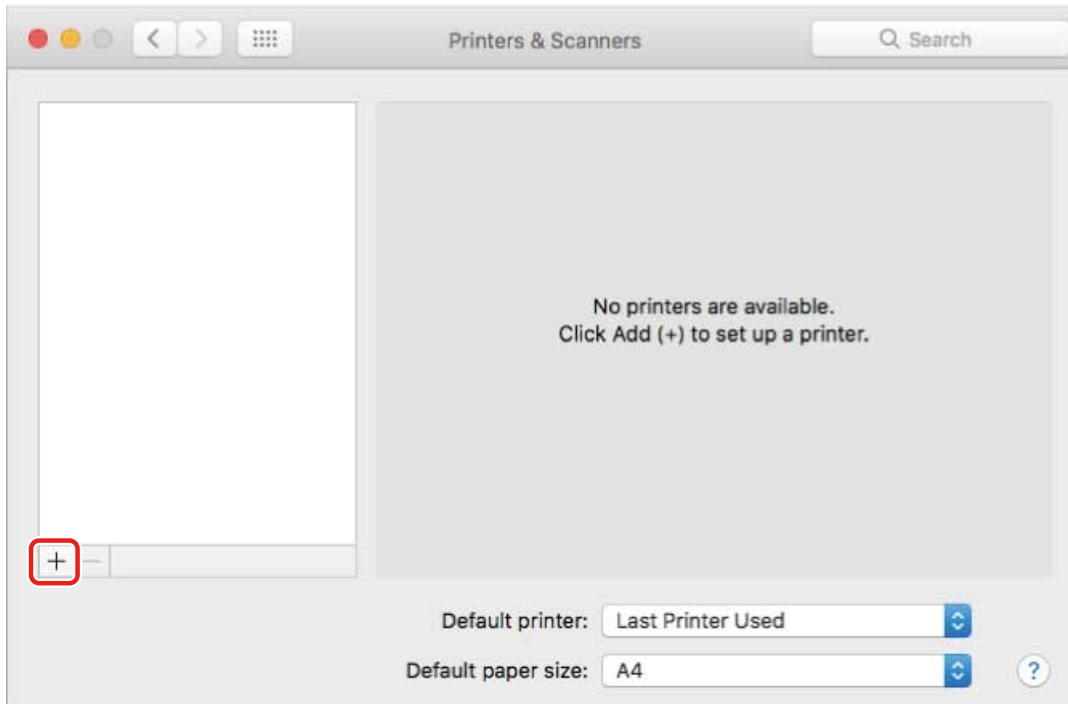 Printers & Scanners
Search
No printers are available.
Click Add (+) to set up a printer.
+ −
Default printer: Last Printer Used
Default paper size: A4
?